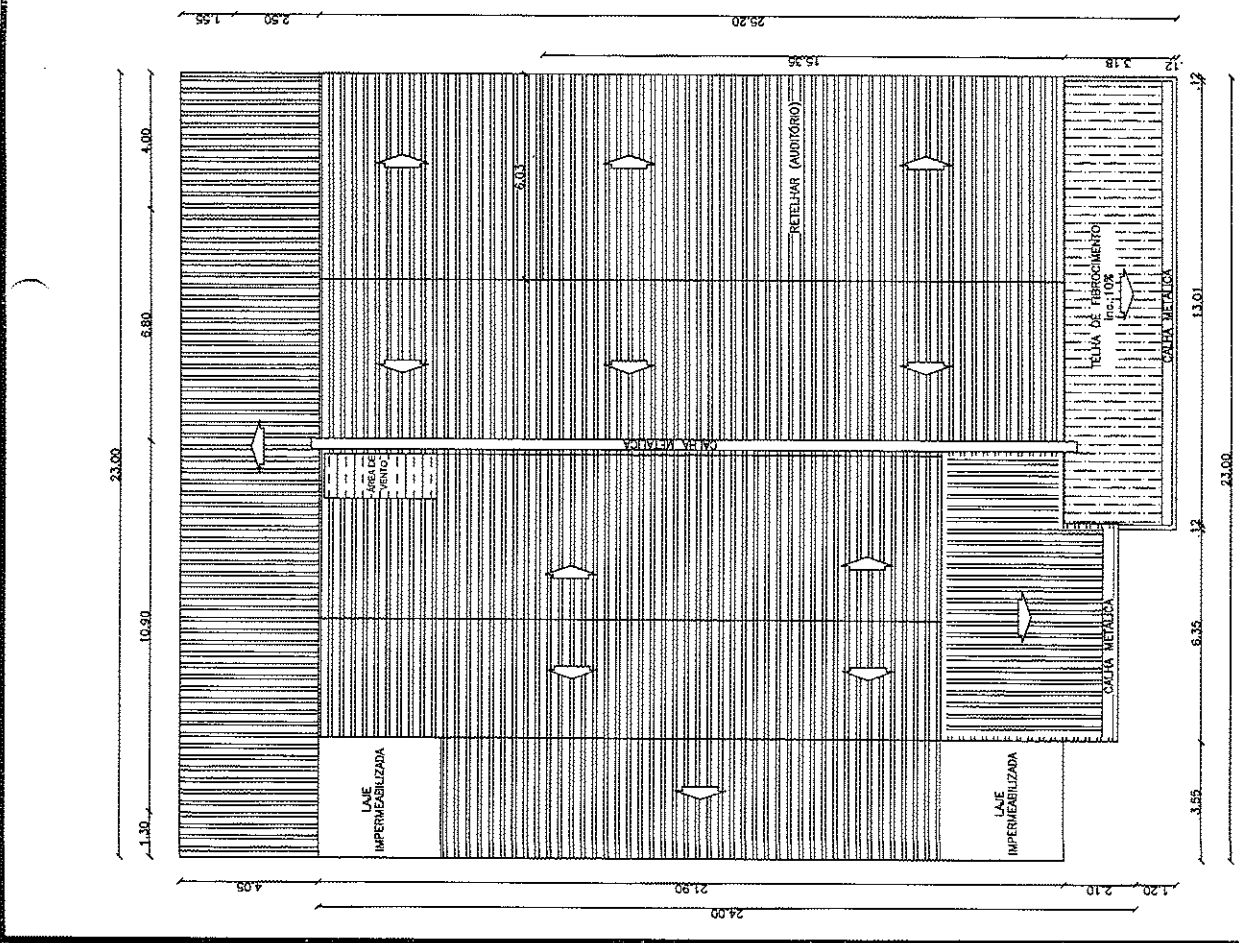 1.55
2.50
25.20
15.35
3.18
.12
23.00
4.00
6.80
10.90
1.30
6.03
RETELHAR (AUDITÓRIO)
CALHA METÁLICA
ÁREA DE
VENTO
TELHA DE FIBROCIMENTO
Inc.:10%
CALHA METÁLICA
CALHA METÁLICA
LAJE
IMPERMEABILIZADA
LAJE
IMPERMEABILIZADA
.12
13.01
.12
6.35
3.55
23.00
4.05
21.90
2.10
1.20
24.00